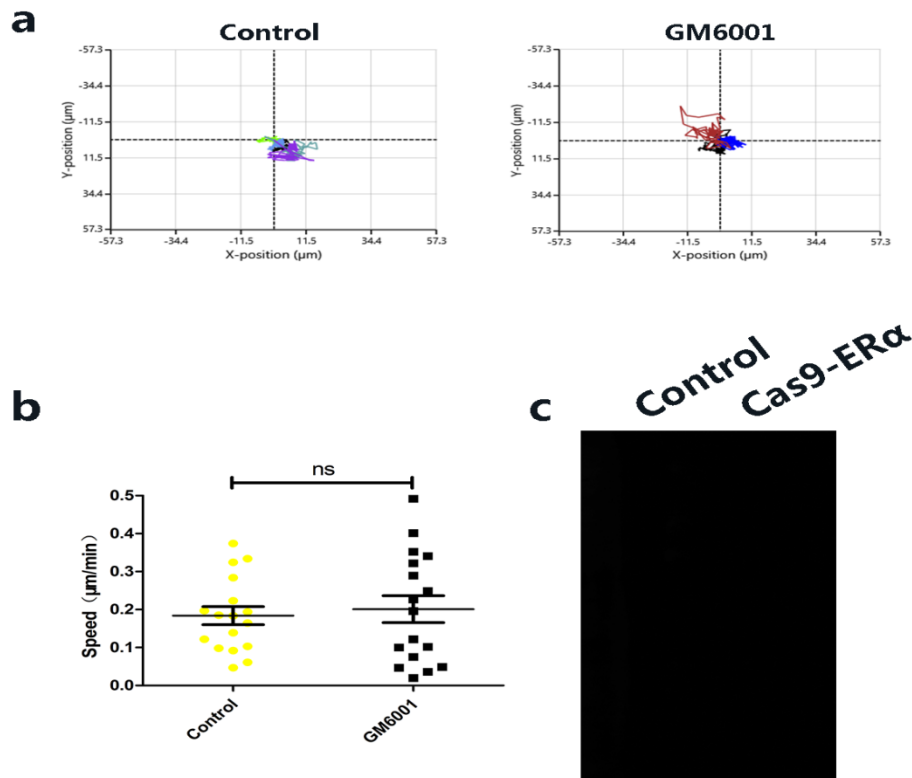 a
Control
GM6001
-57.3
-34.4
-11.5
11.5
34.4
57.3
Y-position (µm)
-57.3 -34.4 -11.5 11.5 34.4 57.3
X-position (µm)
-57.3
-34.4
-11.5
11.5
34.4
57.3
Y-position (µm)
-57.3 -34.4 -11.5 11.5 34.4 57.3
X-position (µm)
b
ns
0.5
0.4
0.3
0.2
0.1
0.0
Speed (µm/min)
Control
GM6001
c
Control
Cas9-ERα